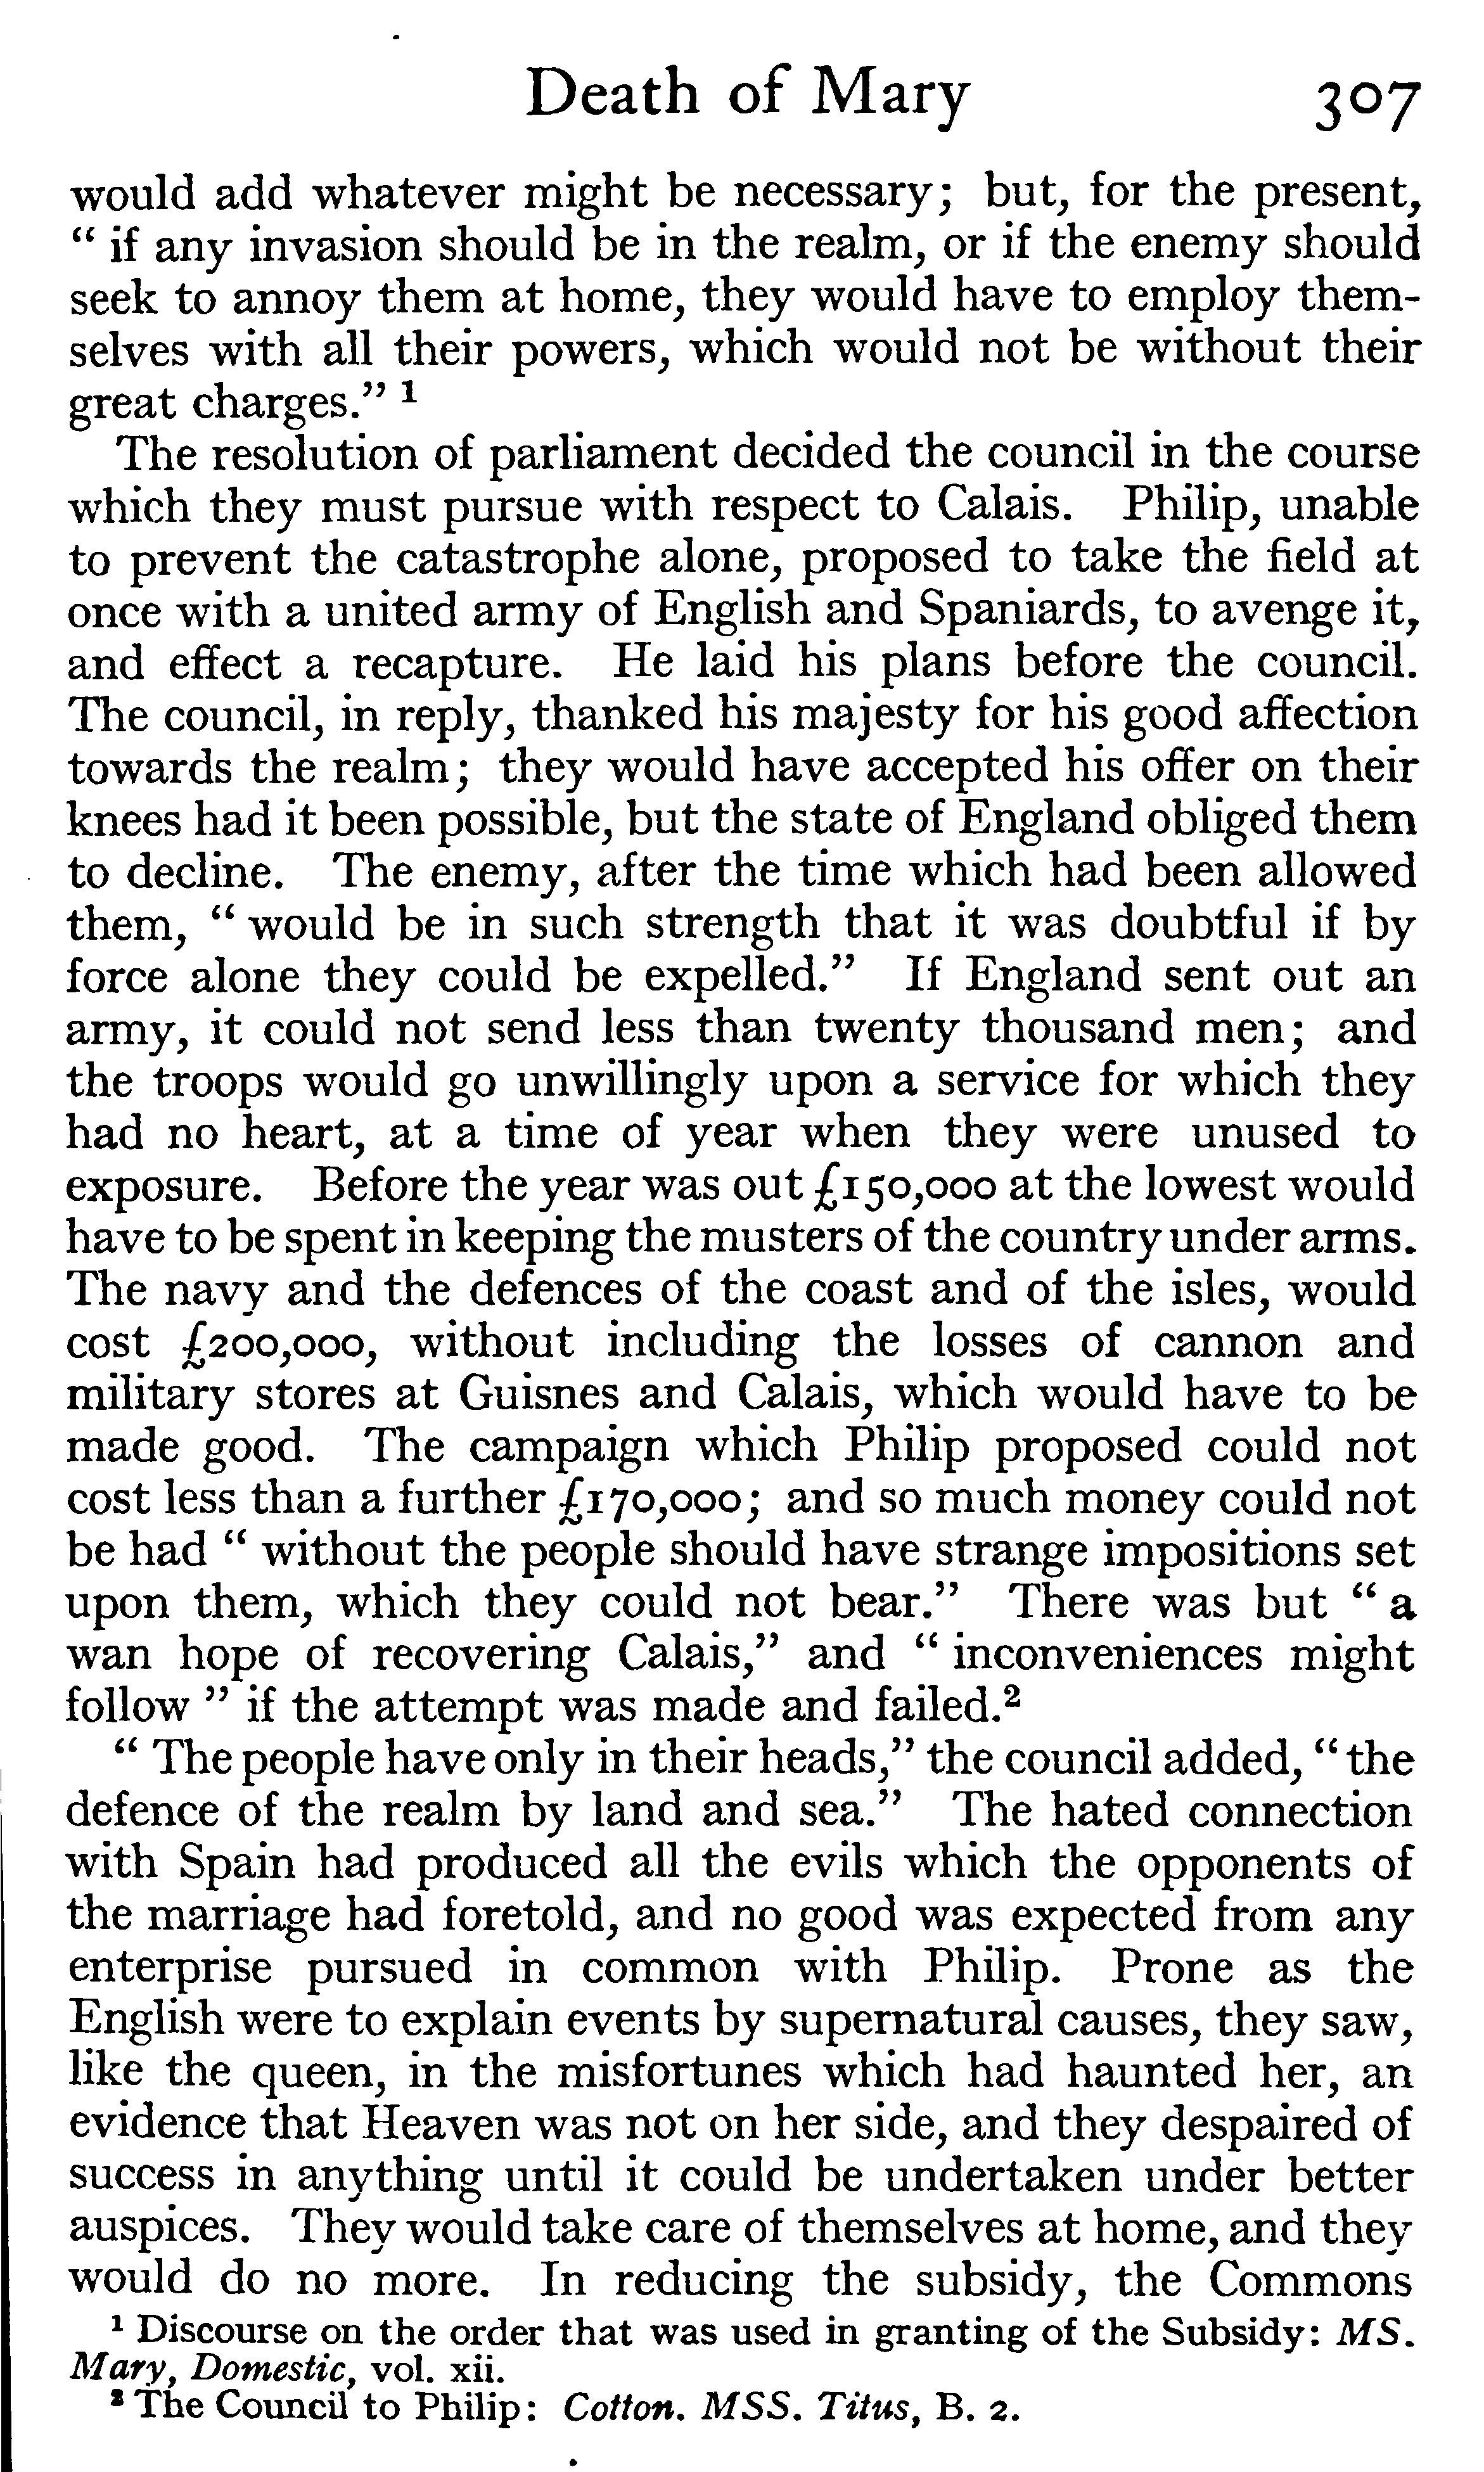 Death of Mary 307
would add whatever might be necessary; but, for the present,
“ if any invasion should be in the realm, or if the enemy should
seek to annoy them at home, they would have to employ them-
selves with all their powers, which would not be without their
great charges.” ¹
The resolution of parliament decided the council in the course
which they must pursue with respect to Calais. Philip, unable
to prevent the catastrophe alone, proposed to take the field at
once with a united army of English and Spaniards, to avenge it,
and effect a recapture. He laid his plans before the council.
The council, in reply, thanked his majesty for his good affection
towards the realm; they would have accepted his offer on their
knees had it been possible, but the state of England obliged them
to decline. The enemy, after the time which had been allowed
them, “ would be in such strength that it was doubtful if by
force alone they could be expelled.” If England sent out an
army, it could not send less than twenty thousand men; and
the troops would go unwillingly upon a service for which they
had no heart, at a time of year when they were unused to
exposure. Before the year was out £150,000 at the lowest would
have to be spent in keeping the musters of the country under arms.
The navy and the defences of the coast and of the isles, would
cost £200,000, without including the losses of cannon and
military stores at Guisnes and Calais, which would have to be
made good. The campaign which Philip proposed could not
cost less than a further £170,000; and so much money could not
be had “ without the people should have strange impositions set
upon them, which they could not bear.” There was but “ a
wan hope of recovering Calais,” and “ inconveniences might
follow ” if the attempt was made and failed.²
“ The people have only in their heads,” the council added, “ the
defence of the realm by land and sea.” The hated connection
with Spain had produced all the evils which the opponents of
the marriage had foretold, and no good was expected from any
enterprise pursued in common with Philip. Prone as the
English were to explain events by supernatural causes, they saw,
like the queen, in the misfortunes which had haunted her, an
evidence that Heaven was not on her side, and they despaired of
success in anything until it could be undertaken under better
auspices. They would take care of themselves at home, and they
would do no more. In reducing the subsidy, the Commons
¹ Discourse on the order that was used in granting of the Subsidy: MS.
Mary, Domestic, vol. xii.
² The Council to Philip: Cotton. MSS. Titus, B. 2.